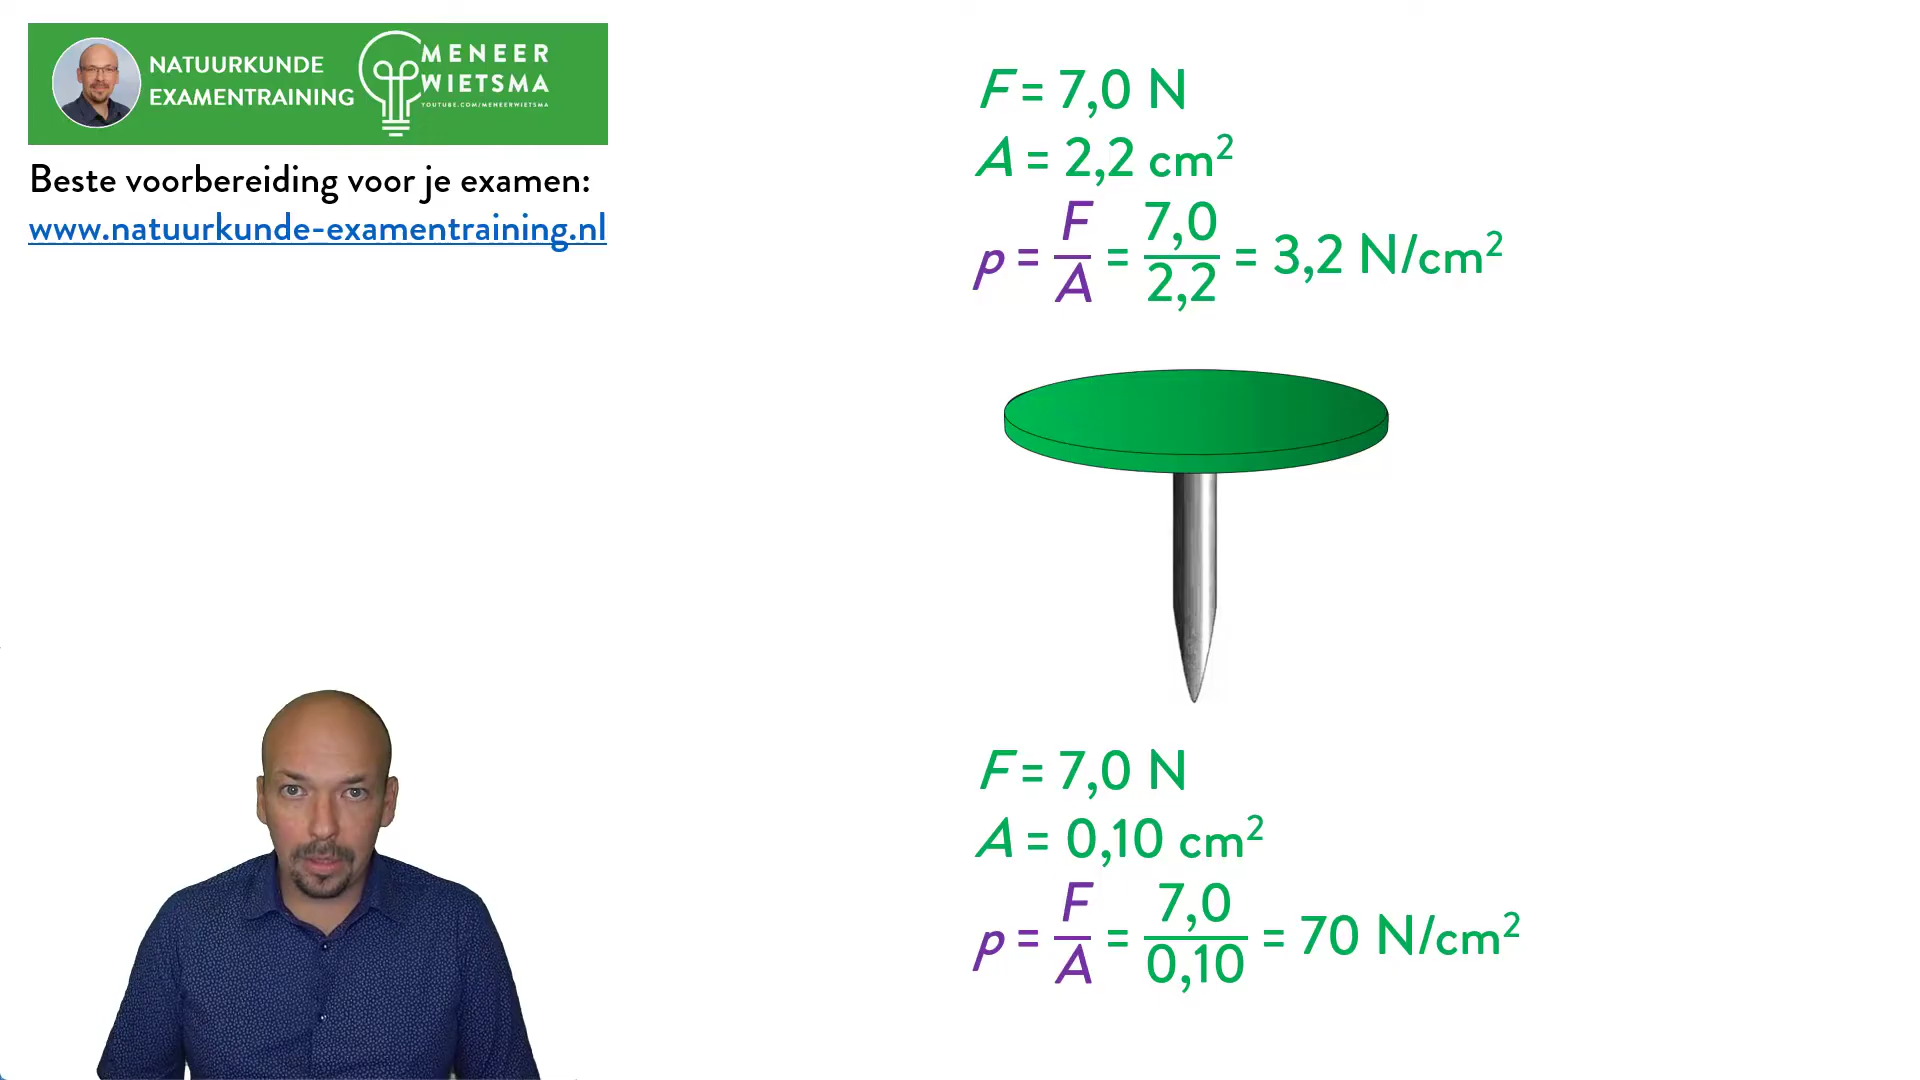 NATUURKUNDE
EXAMENTRAINING
MENEER
WIETSMA
YOUTUBE.COM/MENEERWIETSMA
Beste voorbereiding voor je examen:
www.natuurkunde-examentraining.nl
F = 7,0 N
A = 2,2 cm²
p = F/A = 7,0/2,2 = 3,2 N/cm²
F = 7,0 N
A = 0,10 cm²
p = F/A = 7,0/0,10 = 70 N/cm²